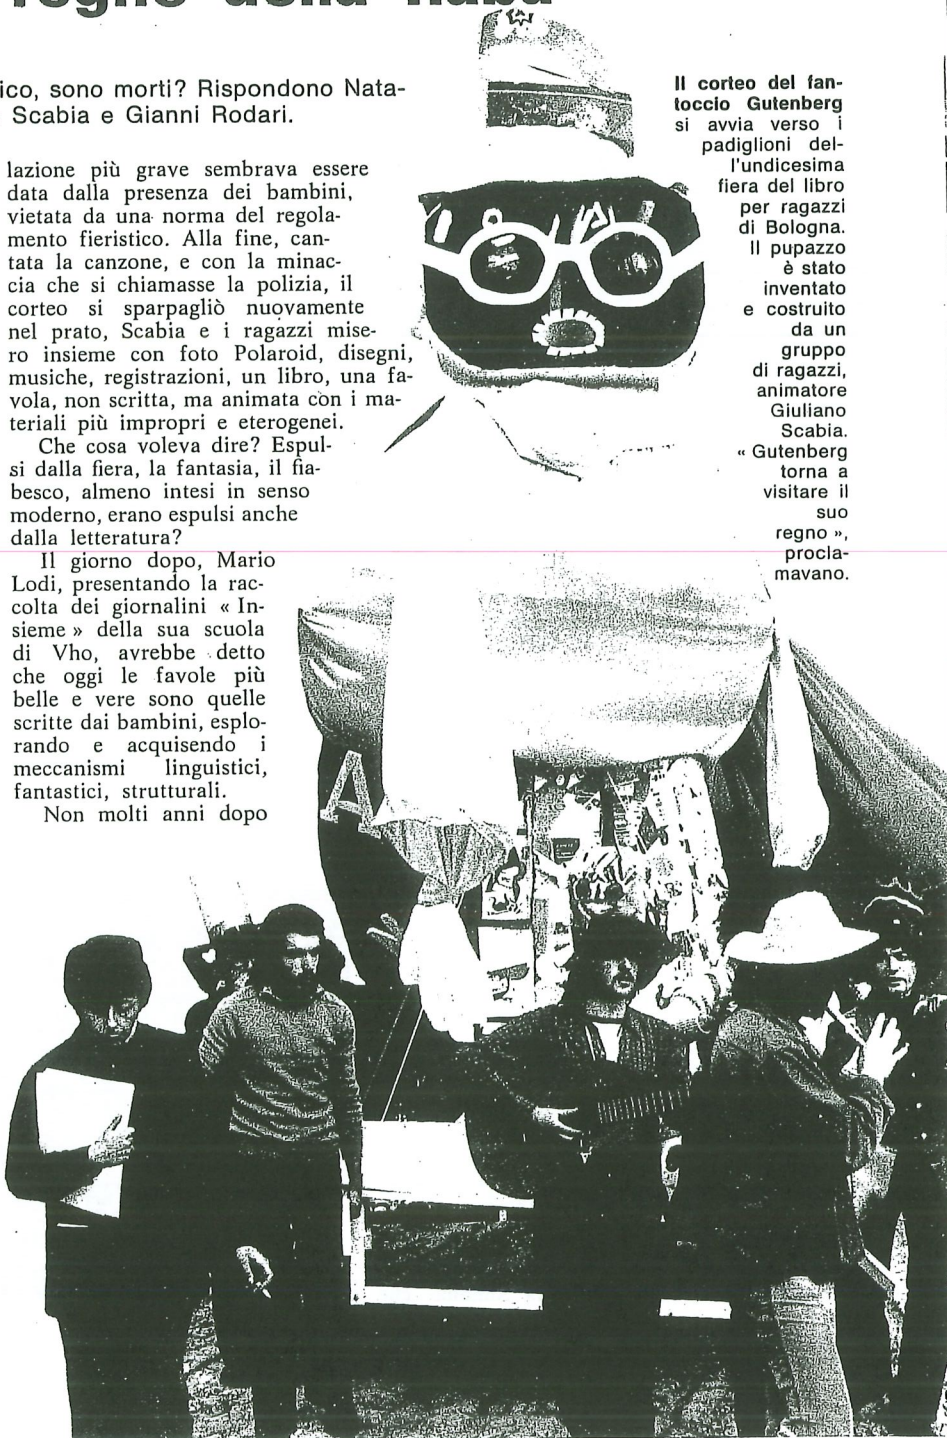 regno della fiaba
ico, sono morti? Rispondono Nata-
Scabia e Gianni Rodari.
lazione più grave sembrava essere
data dalla presenza dei bambini,
vietata da una norma del regola-
mento fieristico. Alla fine, can-
tata la canzone, e con la minac-
cia che si chiamasse la polizia, il
corteo si sparpagliò nuovamente
nel prato, Scabia e i ragazzi mise-
ro insieme con foto Polaroid, disegni,
musiche, registrazioni, un libro, una fa-
vola, non scritta, ma animata con i ma-
teriali più impropri e eterogenei.
Che cosa voleva dire? Espul-
si dalla fiera, la fantasia, il fia-
besco, almeno intesi in senso
moderno, erano espulsi anche
dalla letteratura?
Il giorno dopo, Mario
Lodi, presentando la rac-
colta dei giornalini « In-
sieme » della sua scuola
di Vho, avrebbe detto
che oggi le favole più
belle e vere sono quelle
scritte dai bambini, esplo-
rando e acquisendo i
meccanismi linguistici,
fantastici, strutturali.
Non molti anni dopo
Il corteo del fan-
toccio Gutenberg
si avvia verso i
padiglioni del-
l'undicesima
fiera del libro
per ragazzi
di Bologna.
Il pupazzo
è stato
inventato
e costruito
da un
gruppo
di ragazzi,
animatore
Giuliano
Scabia.
« Gutenberg
torna a
visitare il
suo
regno »,
procla-
mavano.
A